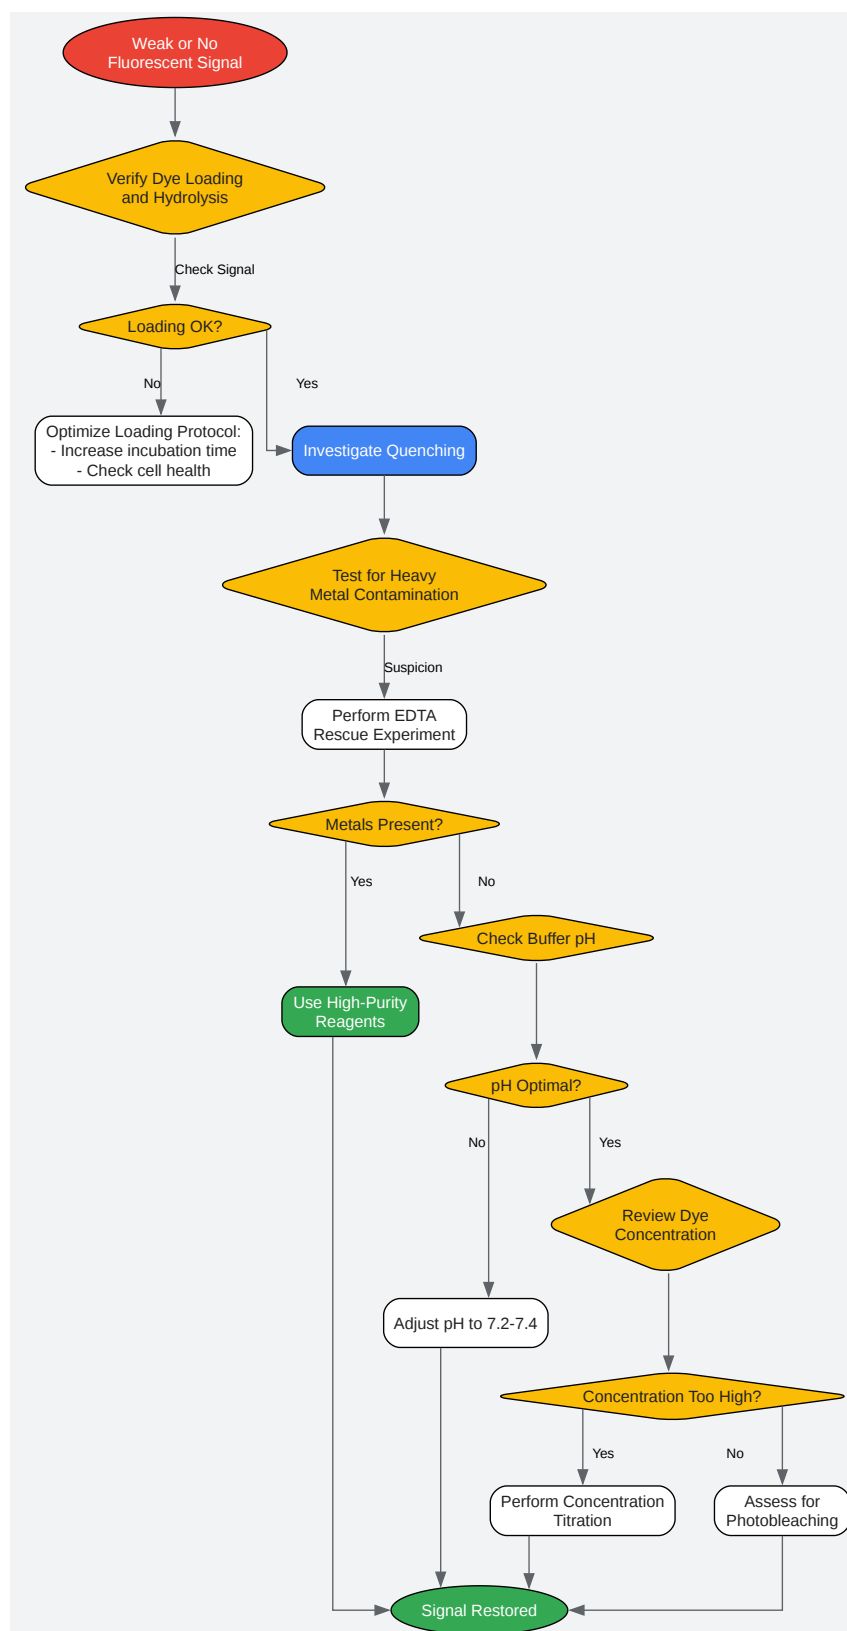 Weak or No
Fluorescent Signal
Verify Dye Loading
and Hydrolysis
Check Signal
Loading OK?
No
Yes
Optimize Loading Protocol:
- Increase incubation time
- Check cell health
Investigate Quenching
Test for Heavy
Metal Contamination
Suspicion
Perform EDTA
Rescue Experiment
Metals Present?
Yes
No
Check Buffer pH
Use High-Purity
Reagents
pH Optimal?
No
Yes
Review Dye
Concentration
Adjust pH to 7.2-7.4
Concentration Too High?
Yes
No
Perform Concentration
Titration
Assess for
Photobleaching
Signal Restored